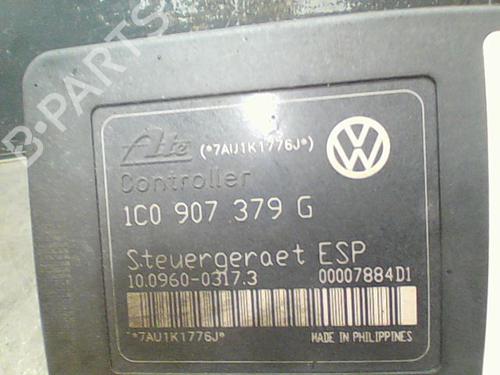 B-PARTS
Ate (*7AU1K1776J*)
Controller
1C0 907 379 G
Steuergeraet ESP
10.0960-0317.3 00007884D1
*7AU1K1776J* MADE IN PHILIPPINES